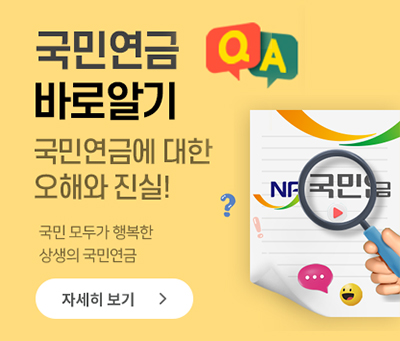 국민연금
바로알기
Q A
국민연금에 대한
오해와 진실!
NP 국민연금
?
!
국민 모두가 행복한
상생의 국민연금
자세히 보기 >